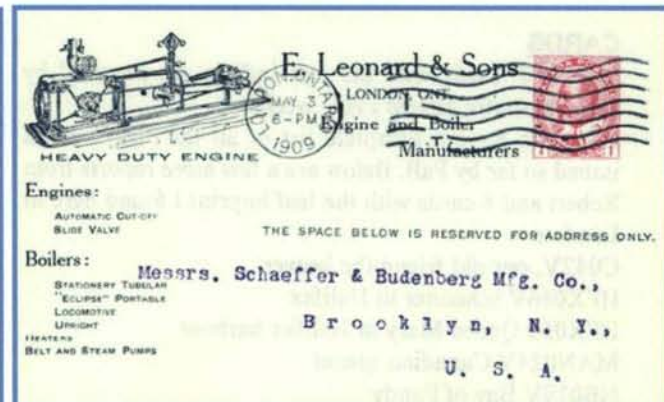 E. Leonard & Sons
LONDON, ONT.
Engine and Boiler
Manufacturers
LONDON, ONTARIO
MAY 3
6-PM
1909
HEAVY DUTY ENGINE
Engines:
AUTOMATIC CUT-OFF
SLIDE VALVE
THE SPACE BELOW IS RESERVED FOR ADDRESS ONLY.
Boilers:
STATIONERY TUBULAR
"ECLIPSE" PORTABLE
LOCOMOTIVE
UPRIGHT
HEATERS
BELT AND STEAM PUMPS
Messrs. Schaeffer & Budenberg Mfg. Co.,
Brooklyn, N. Y.,
U. S. A.